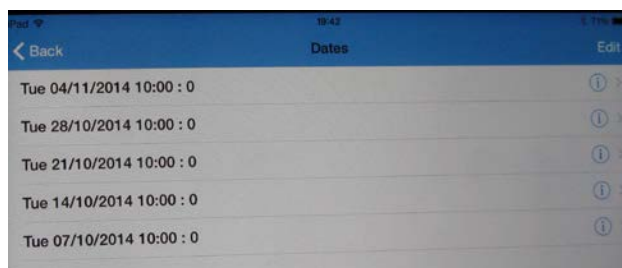 iPad 19:42 71%
Back Dates Edit
Tue 04/11/2014 10:00 : 0
Tue 28/10/2014 10:00 : 0
Tue 21/10/2014 10:00 : 0
Tue 14/10/2014 10:00 : 0
Tue 07/10/2014 10:00 : 0